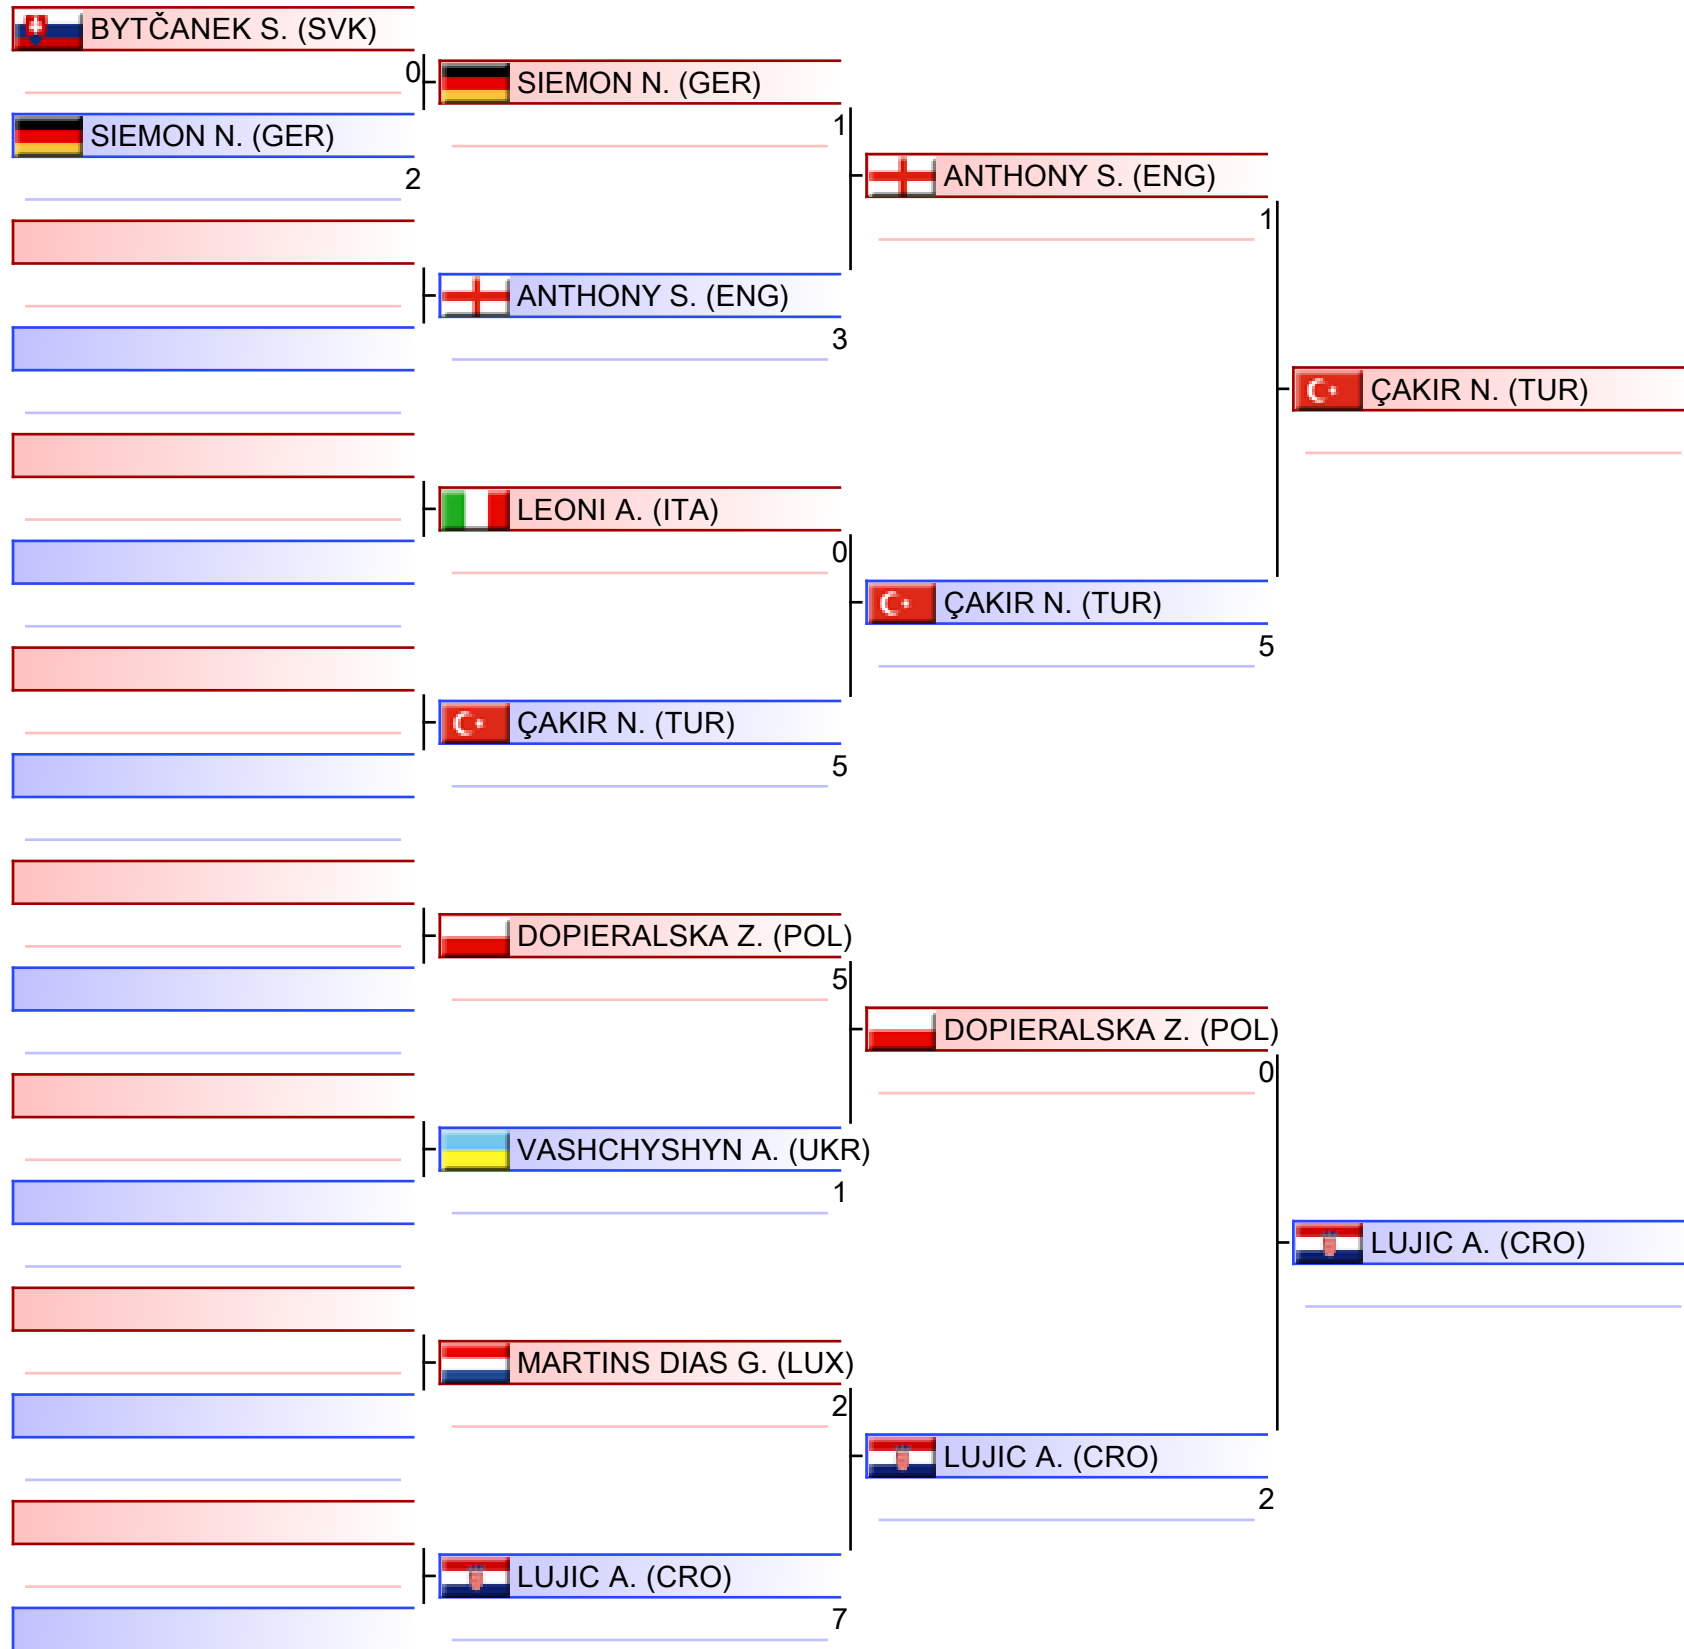 BYTČANEK S. (SVK)
0
SIEMON N. (GER)
2
SIEMON N. (GER)
1
ANTHONY S. (ENG)
3
LEONI A. (ITA)
0
ÇAKIR N. (TUR)
5
DOPIERALSKA Z. (POL)
5
VASHCHYSHYN A. (UKR)
1
MARTINS DIAS G. (LUX)
2
LUJIC A. (CRO)
7
ANTHONY S. (ENG)
1
ÇAKIR N. (TUR)
5
DOPIERALSKA Z. (POL)
0
LUJIC A. (CRO)
2
ÇAKIR N. (TUR)
LUJIC A. (CRO)